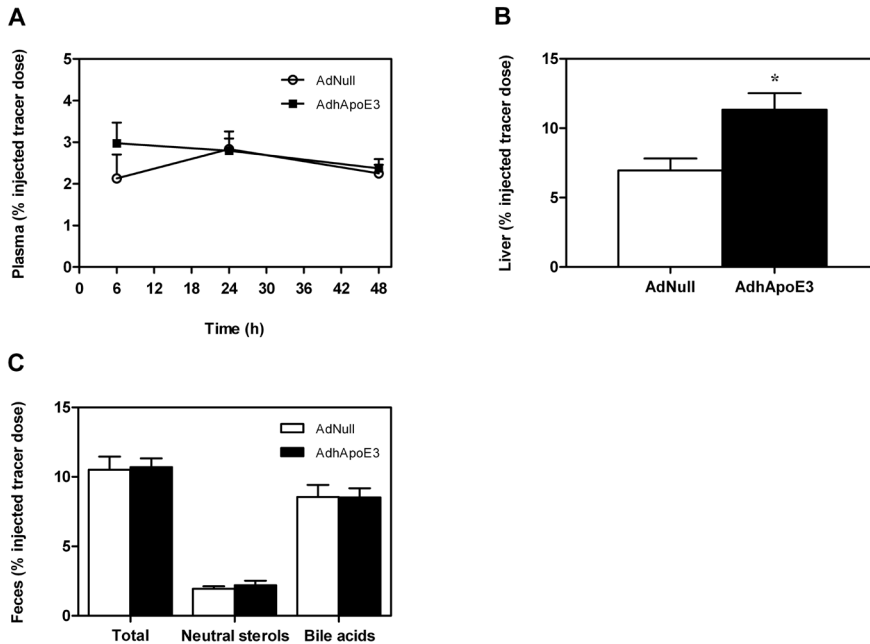 A
Plasma (% injected tracer dose)
5
4
3
2
1
0
AdNull
AdhApoE3
0 6 12 18 24 30 36 42 48
Time (h)
B
Liver (% injected tracer dose)
15
10
5
0
*
AdNull AdhApoE3
C
Feces (% injected tracer dose)
15
10
5
0
AdNull
AdhApoE3
Total Neutral sterols Bile acids